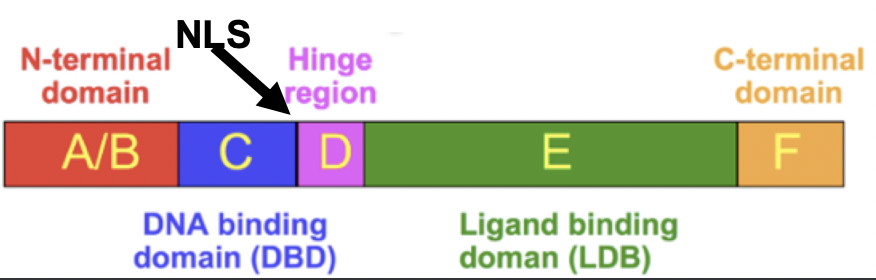 NLS
N-terminal
domain
Hinge
region
C-terminal
domain
A/B C D E F
DNA binding
domain (DBD)
Ligand binding
doman (LDB)